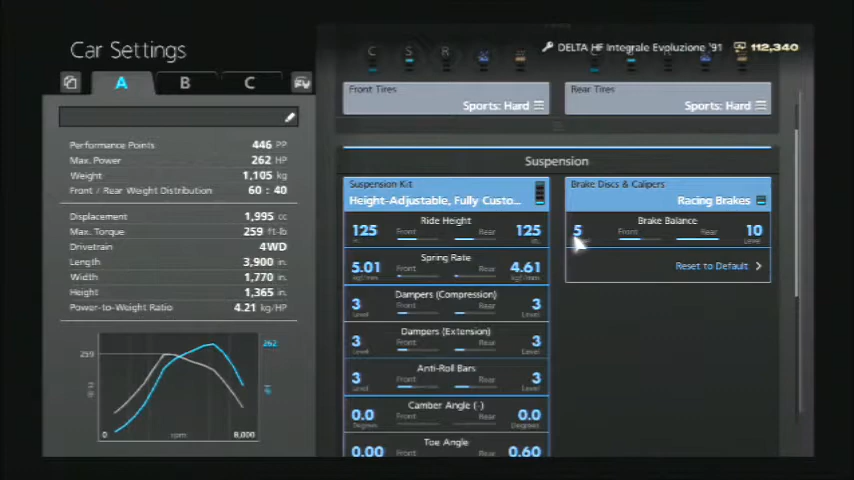 Car Settings
DELTA HF Integrale Evoluzione '91 112,340
A B C
C S R
Front Tires
Sports: Hard
Rear Tires
Sports: Hard
Performance Points 446 PP
Max. Power 262 HP
Weight 1,105 kg
Front / Rear Weight Distribution 60 : 40
Displacement 1,995 cc
Max. Torque 259 ft-lb
Drivetrain 4WD
Length 3,900 in.
Width 1,770 in.
Height 1,365 in.
Power-to-Weight Ratio 4.21 kg/HP
259
262
0 rpm 8,000
Suspension
Suspension Kit
Height-Adjustable, Fully Custo...
Ride Height
125 Front Rear 125
Spring Rate
5.01 Front Rear 4.61
kgf/mm kgf/mm
Dampers (Compression)
3 Front Rear 3
Level Level
Dampers (Extension)
3 Front Rear 3
Level Level
Anti-Roll Bars
3 Front Rear 3
Level Level
Camber Angle (-)
0.0 Front Rear 0.0
Degrees Degrees
Toe Angle
0.00 Front Rear 0.60
Brake Discs & Calipers
Racing Brakes
Brake Balance
5 Front Rear 10
Level
Reset to Default